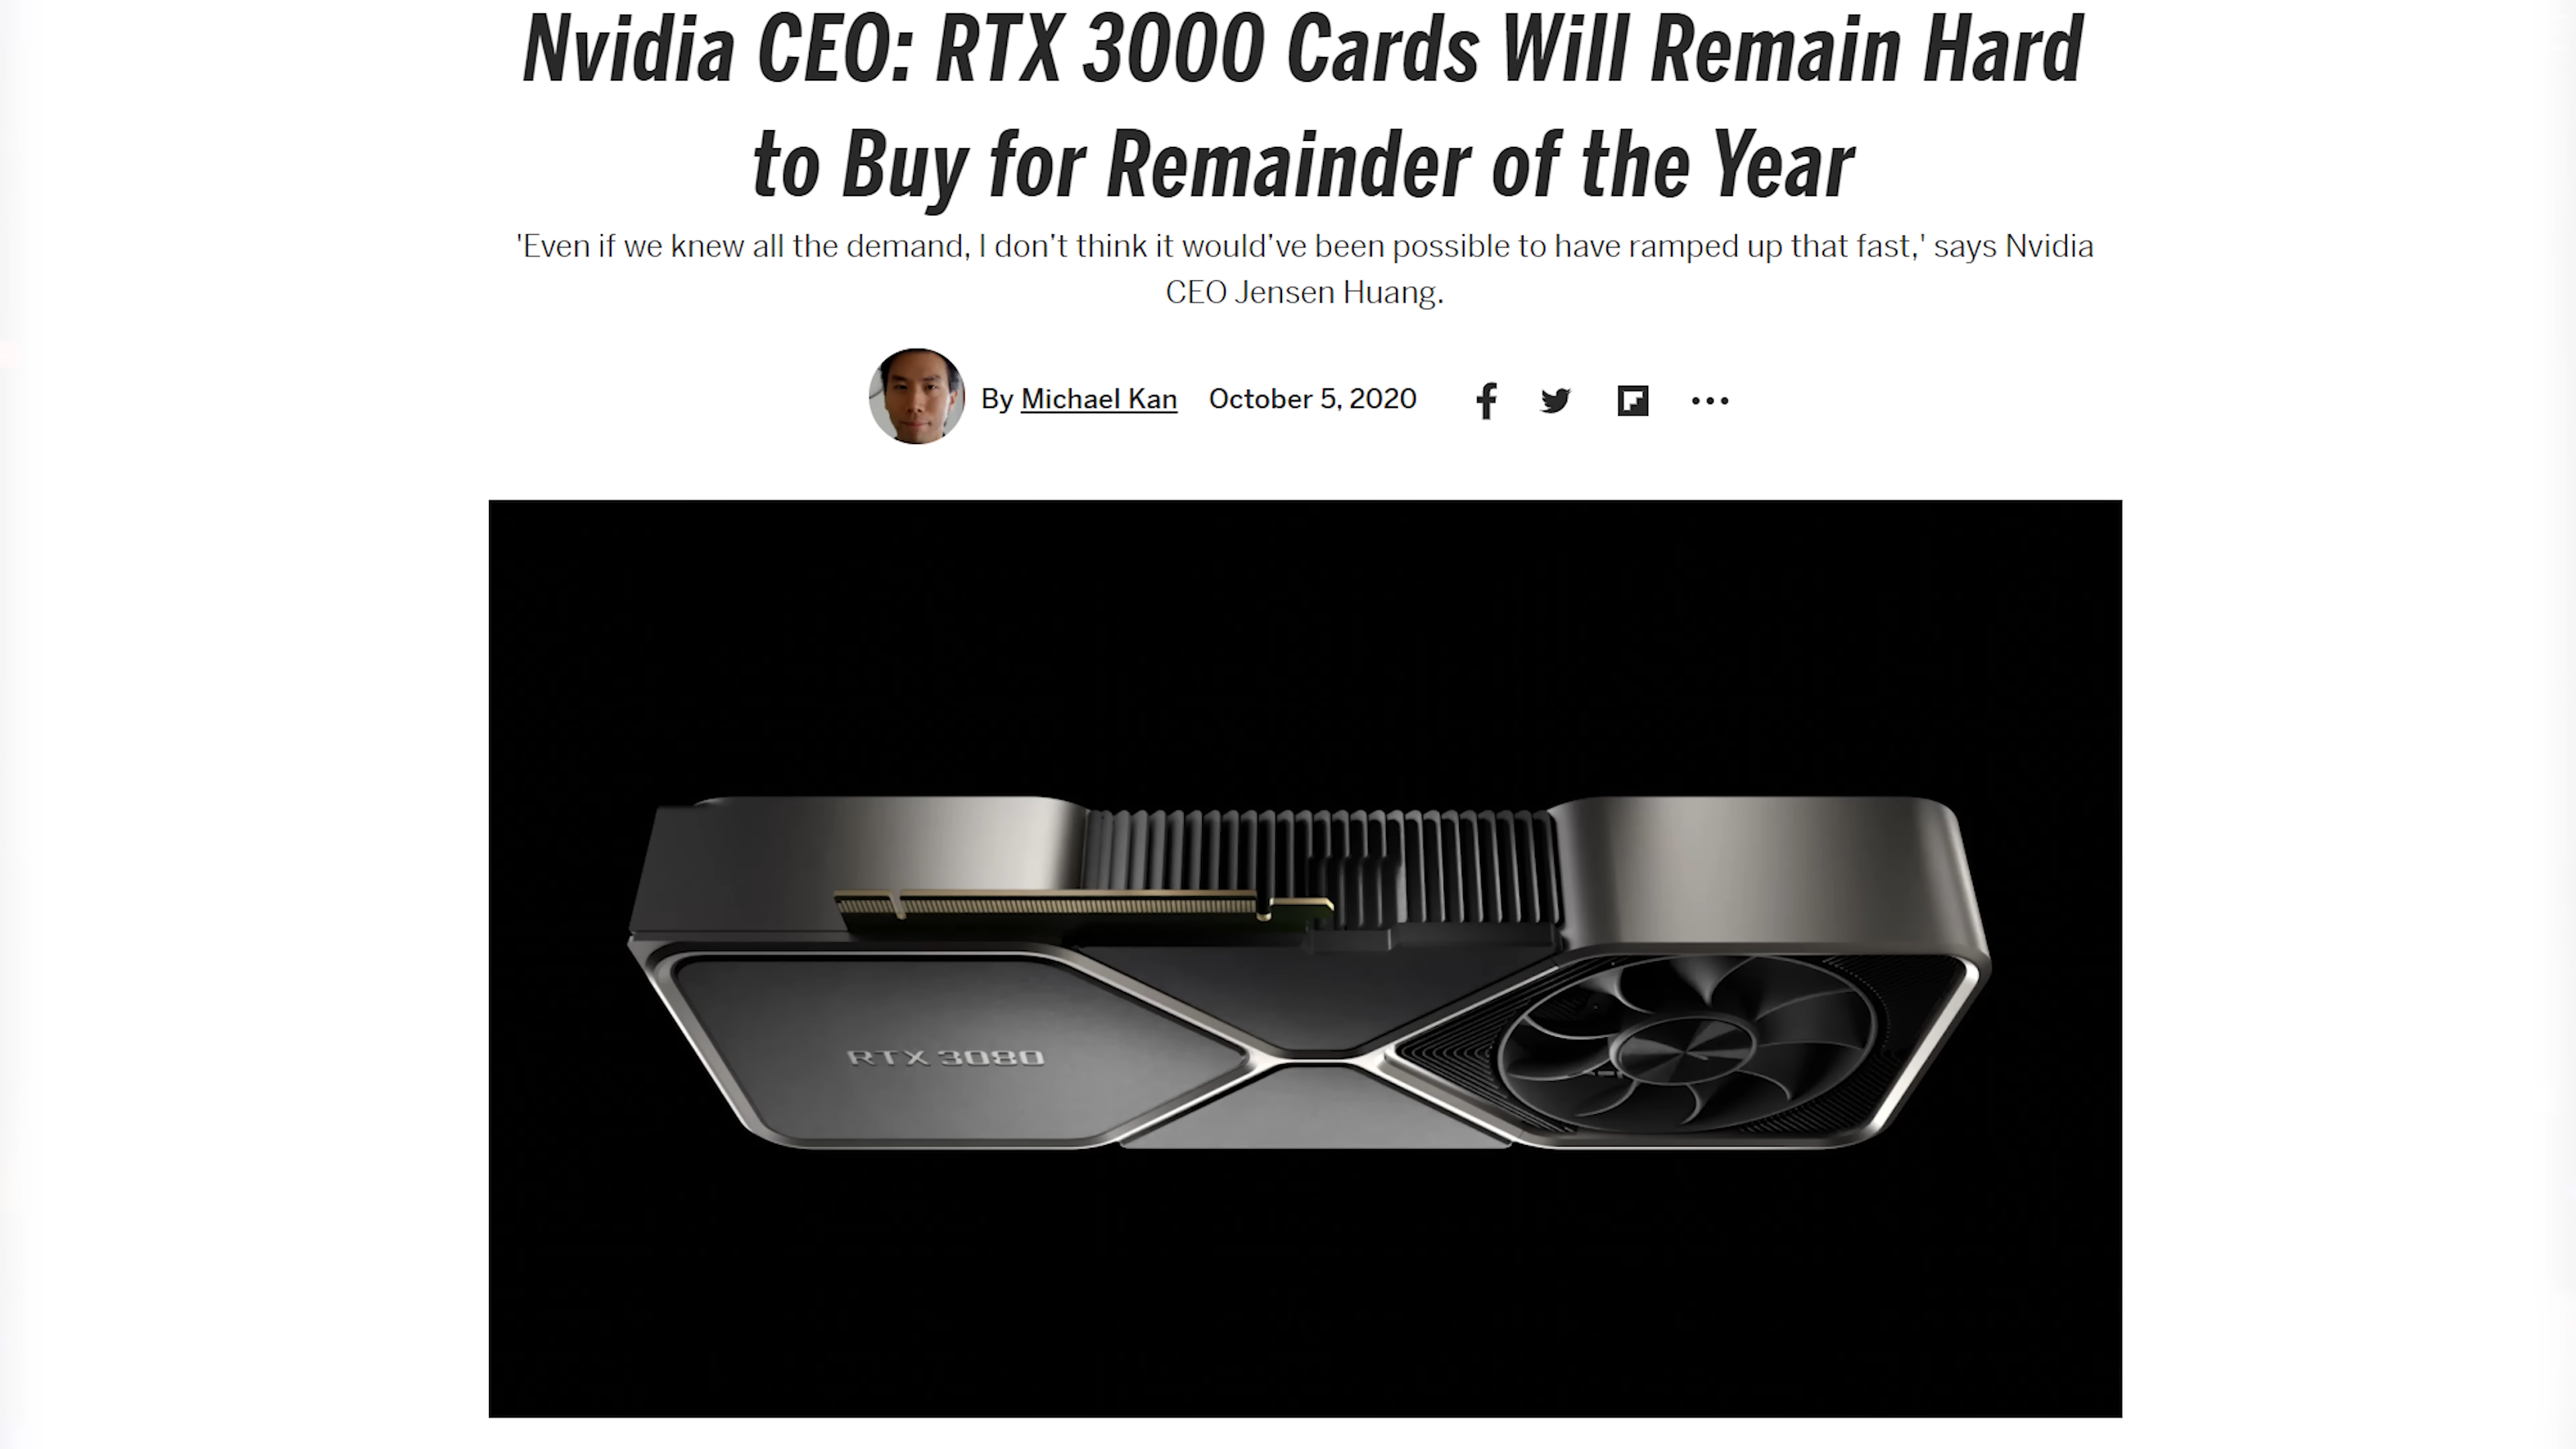 Nvidia CEO: RTX 3000 Cards Will Remain Hard
to Buy for Remainder of the Year
'Even if we knew all the demand, I don't think it would've been possible to have ramped up that fast,' says Nvidia
CEO Jensen Huang.
By Michael Kan October 5, 2020
RTX 3080